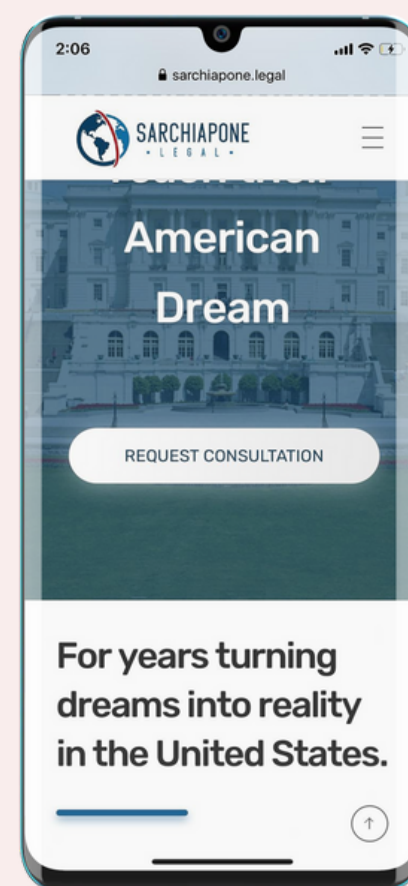 2:06
sarchiapone.legal
SARCHIAPONE
• LEGAL •
American
Dream
REQUEST CONSULTATION
For years turning
dreams into reality
in the United States.